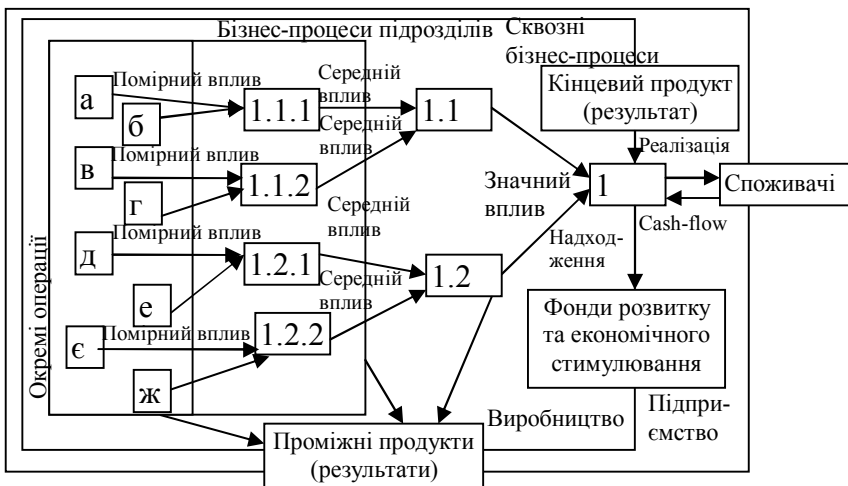 Бізнес-процеси підрозділів
Сквозні
бізнес-процеси
Окремі операції
а
Помірний вплив
б
1.1.1
Середній
вплив
Середній
вплив
1.1
Кінцевий продукт
(результат)
Реалізація
в
Помірний вплив
г
1.1.2
Значний
вплив
1
Споживачі
Cash-flow
Середній
вплив
д
Помірний вплив
е
1.2.1
Середній
вплив
1.2
Надход-
ження
є
Помірний вплив
ж
1.2.2
Фонди розвитку
та економічного
стимулювання
Виробництво
Підпри-
ємство
Проміжні продукти
(результати)